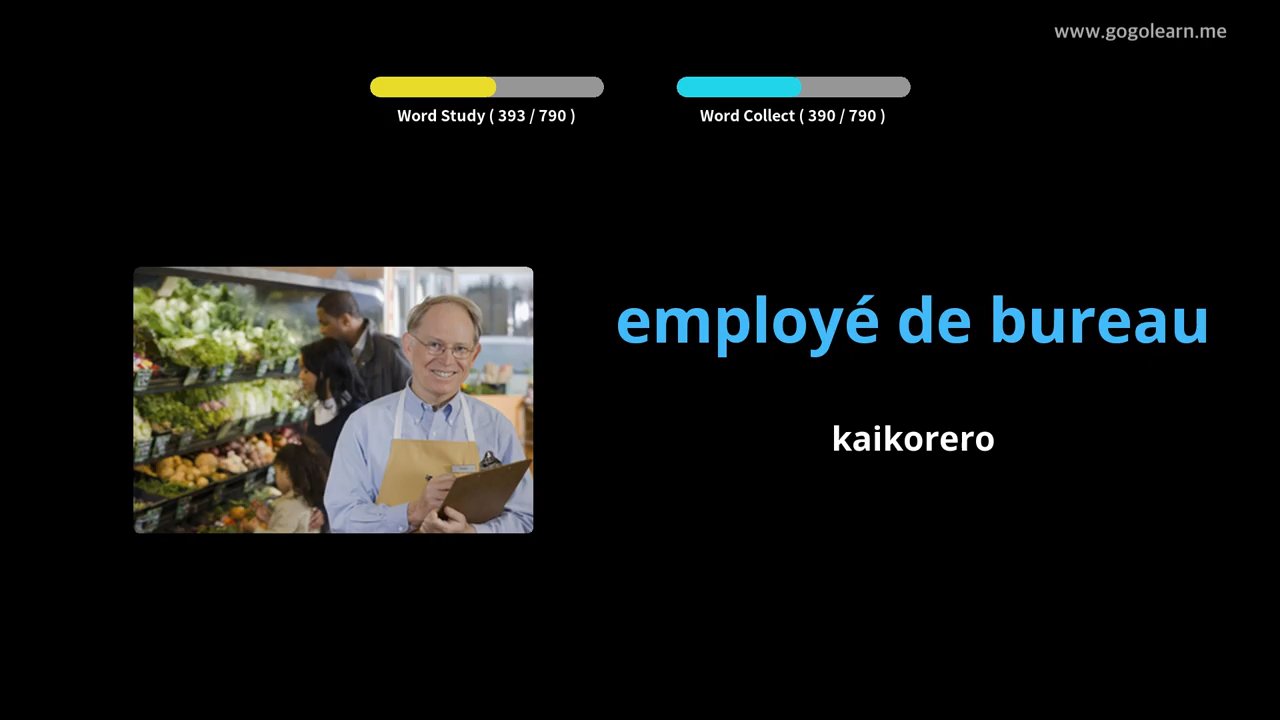 www.gogolearn.me
Word Study ( 393 / 790 )
Word Collect ( 390 / 790 )
employé de bureau
kaikorero